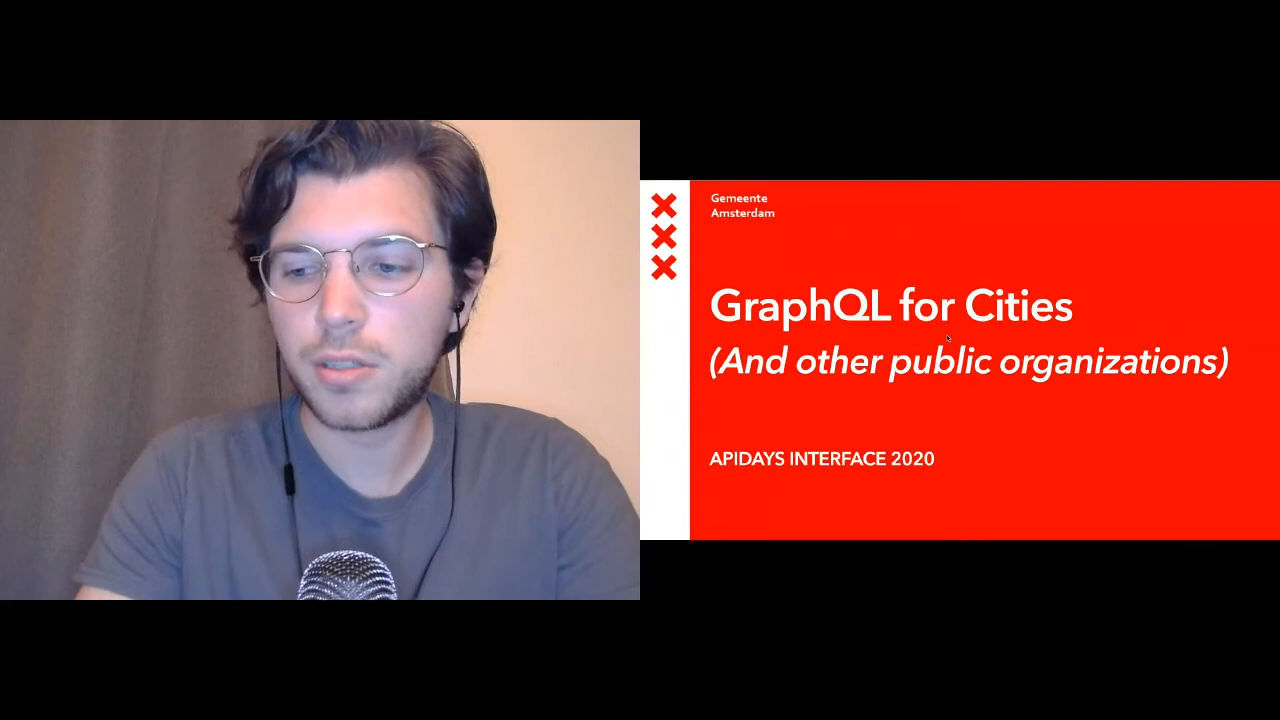 Gemeente
Amsterdam
GraphQL for Cities
(And other public organizations)
APIDAYS INTERFACE 2020